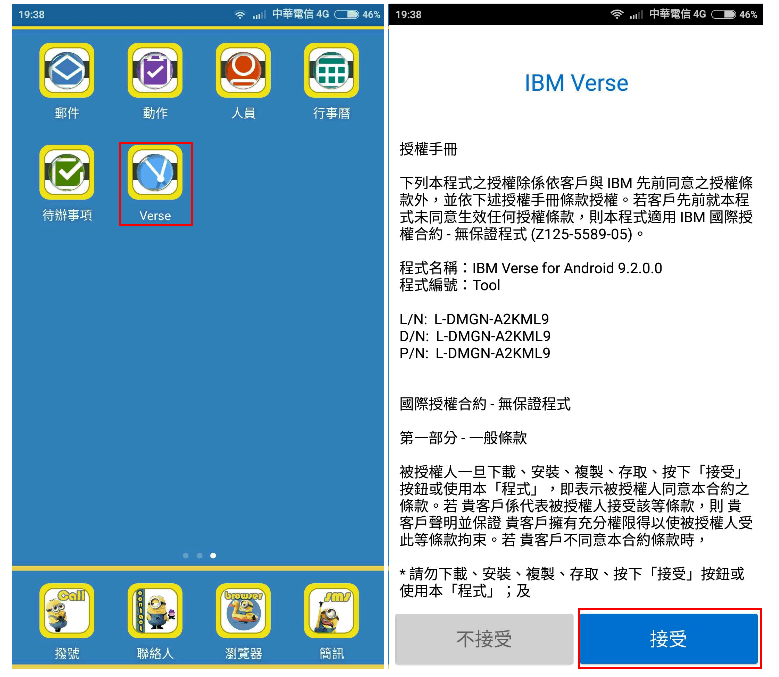 19:38 中華電信 4G 46%
郵件 動作 人員 行事曆
待辦事項 Verse
Call contact browser sms
撥號 聯絡人 瀏覽器 簡訊
19:38 中華電信 4G 46%
IBM Verse
授權手冊
下列本程式之授權除係依客戶與 IBM 先前同意之授權條
款外，並依下述授權手冊條款授權。若客戶先前就本程
式未同意生效任何授權條款，則本程式適用 IBM 國際授
權合約 - 無保證程式 (Z125-5589-05)。
程式名稱：IBM Verse for Android 9.2.0.0
程式編號：Tool
L/N: L-DMGN-A2KML9
D/N: L-DMGN-A2KML9
P/N: L-DMGN-A2KML9
國際授權合約 - 無保證程式
第一部分 - 一般條款
被授權人一旦下載、安裝、複製、存取、按下「接受」
按鈕或使用本「程式」，即表示被授權人同意本合約之
條款。若 貴客戶係代表被授權人接受該等條款，則 貴
客戶聲明並保證 貴客戶擁有充分權限得以使被授權人受
此等條款拘束。若 貴客戶不同意本合約條款時，
* 請勿下載、安裝、複製、存取、按下「接受」按鈕或
使用本「程式」；及
不接受 接受